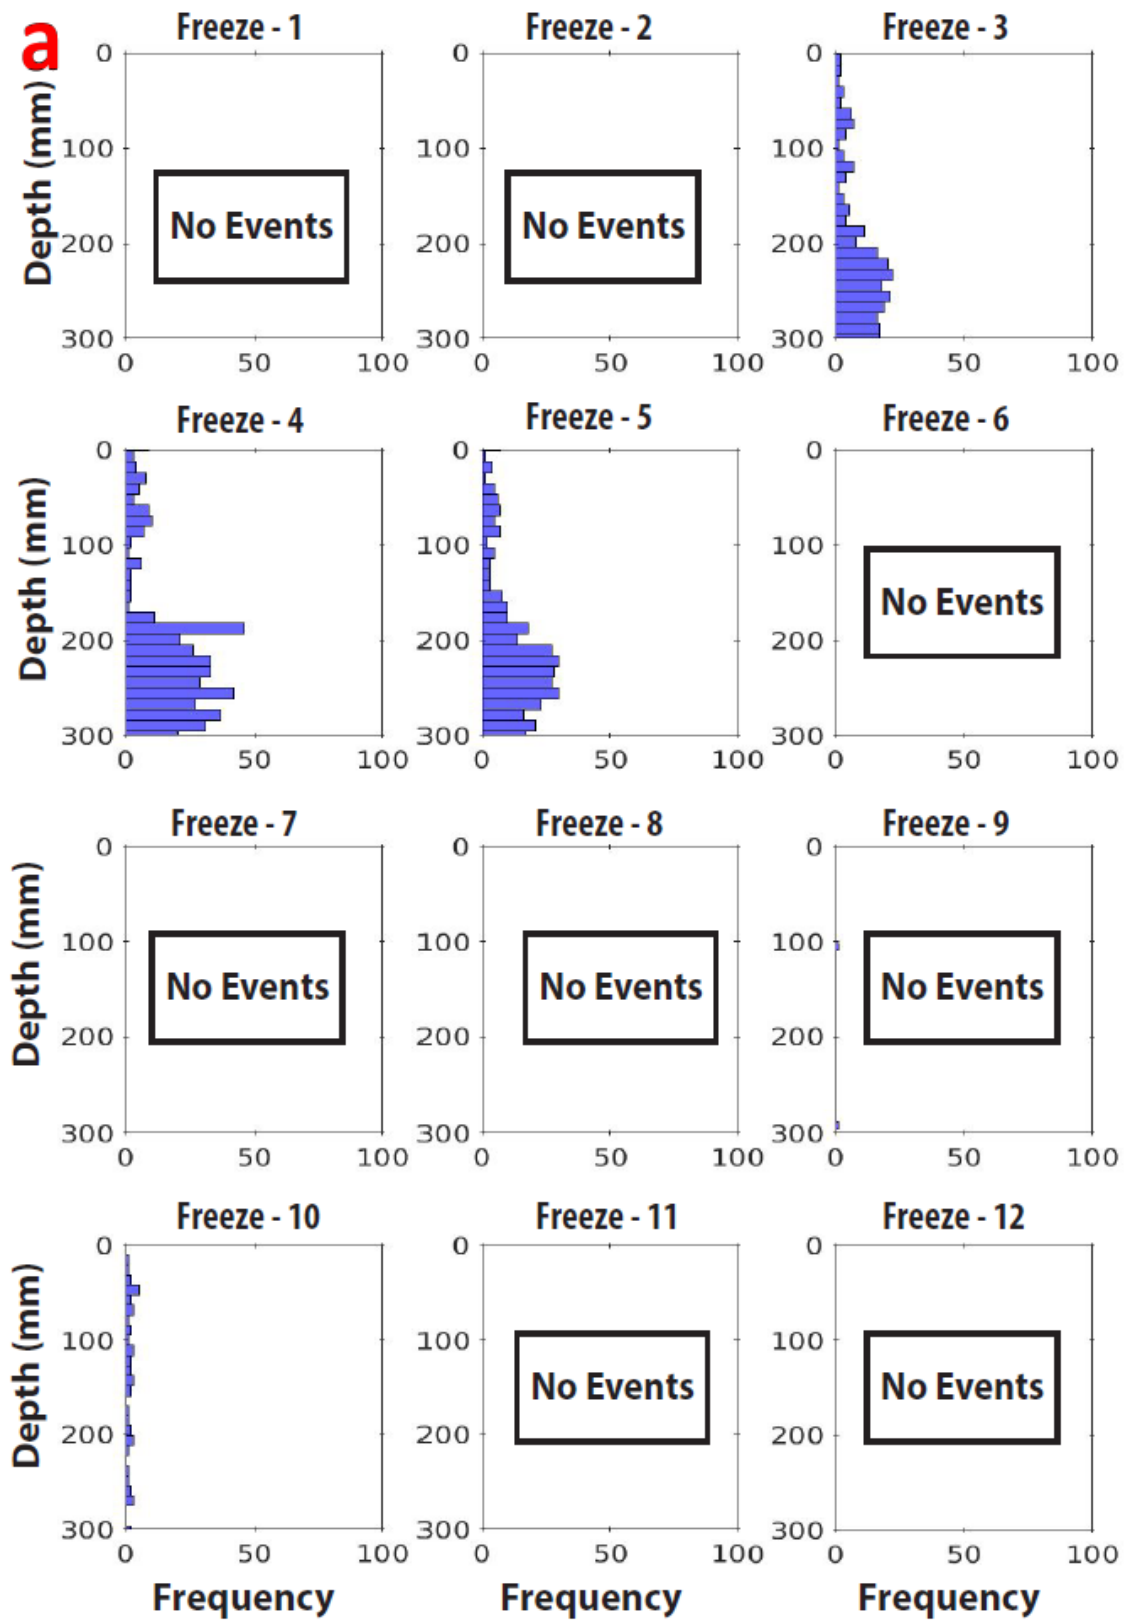 a
Freeze - 1
Freeze - 2
Freeze - 3
Depth (mm)
0
100
200
300
0 50 100
No Events
0
100
200
300
0 50 100
No Events
0
100
200
300
0 50 100
Freeze - 4
Freeze - 5
Freeze - 6
Depth (mm)
0
100
200
300
0 50 100
0
100
200
300
0 50 100
0
100
200
300
0 50 100
No Events
Freeze - 7
Freeze - 8
Freeze - 9
Depth (mm)
0
100
200
300
0 50 100
No Events
0
100
200
300
0 50 100
No Events
0
100
200
300
0 50 100
No Events
Freeze - 10
Freeze - 11
Freeze - 12
Depth (mm)
0
100
200
300
0 50 100
0
100
200
300
0 50 100
No Events
0
100
200
300
0 50 100
No Events
Frequency
Frequency
Frequency